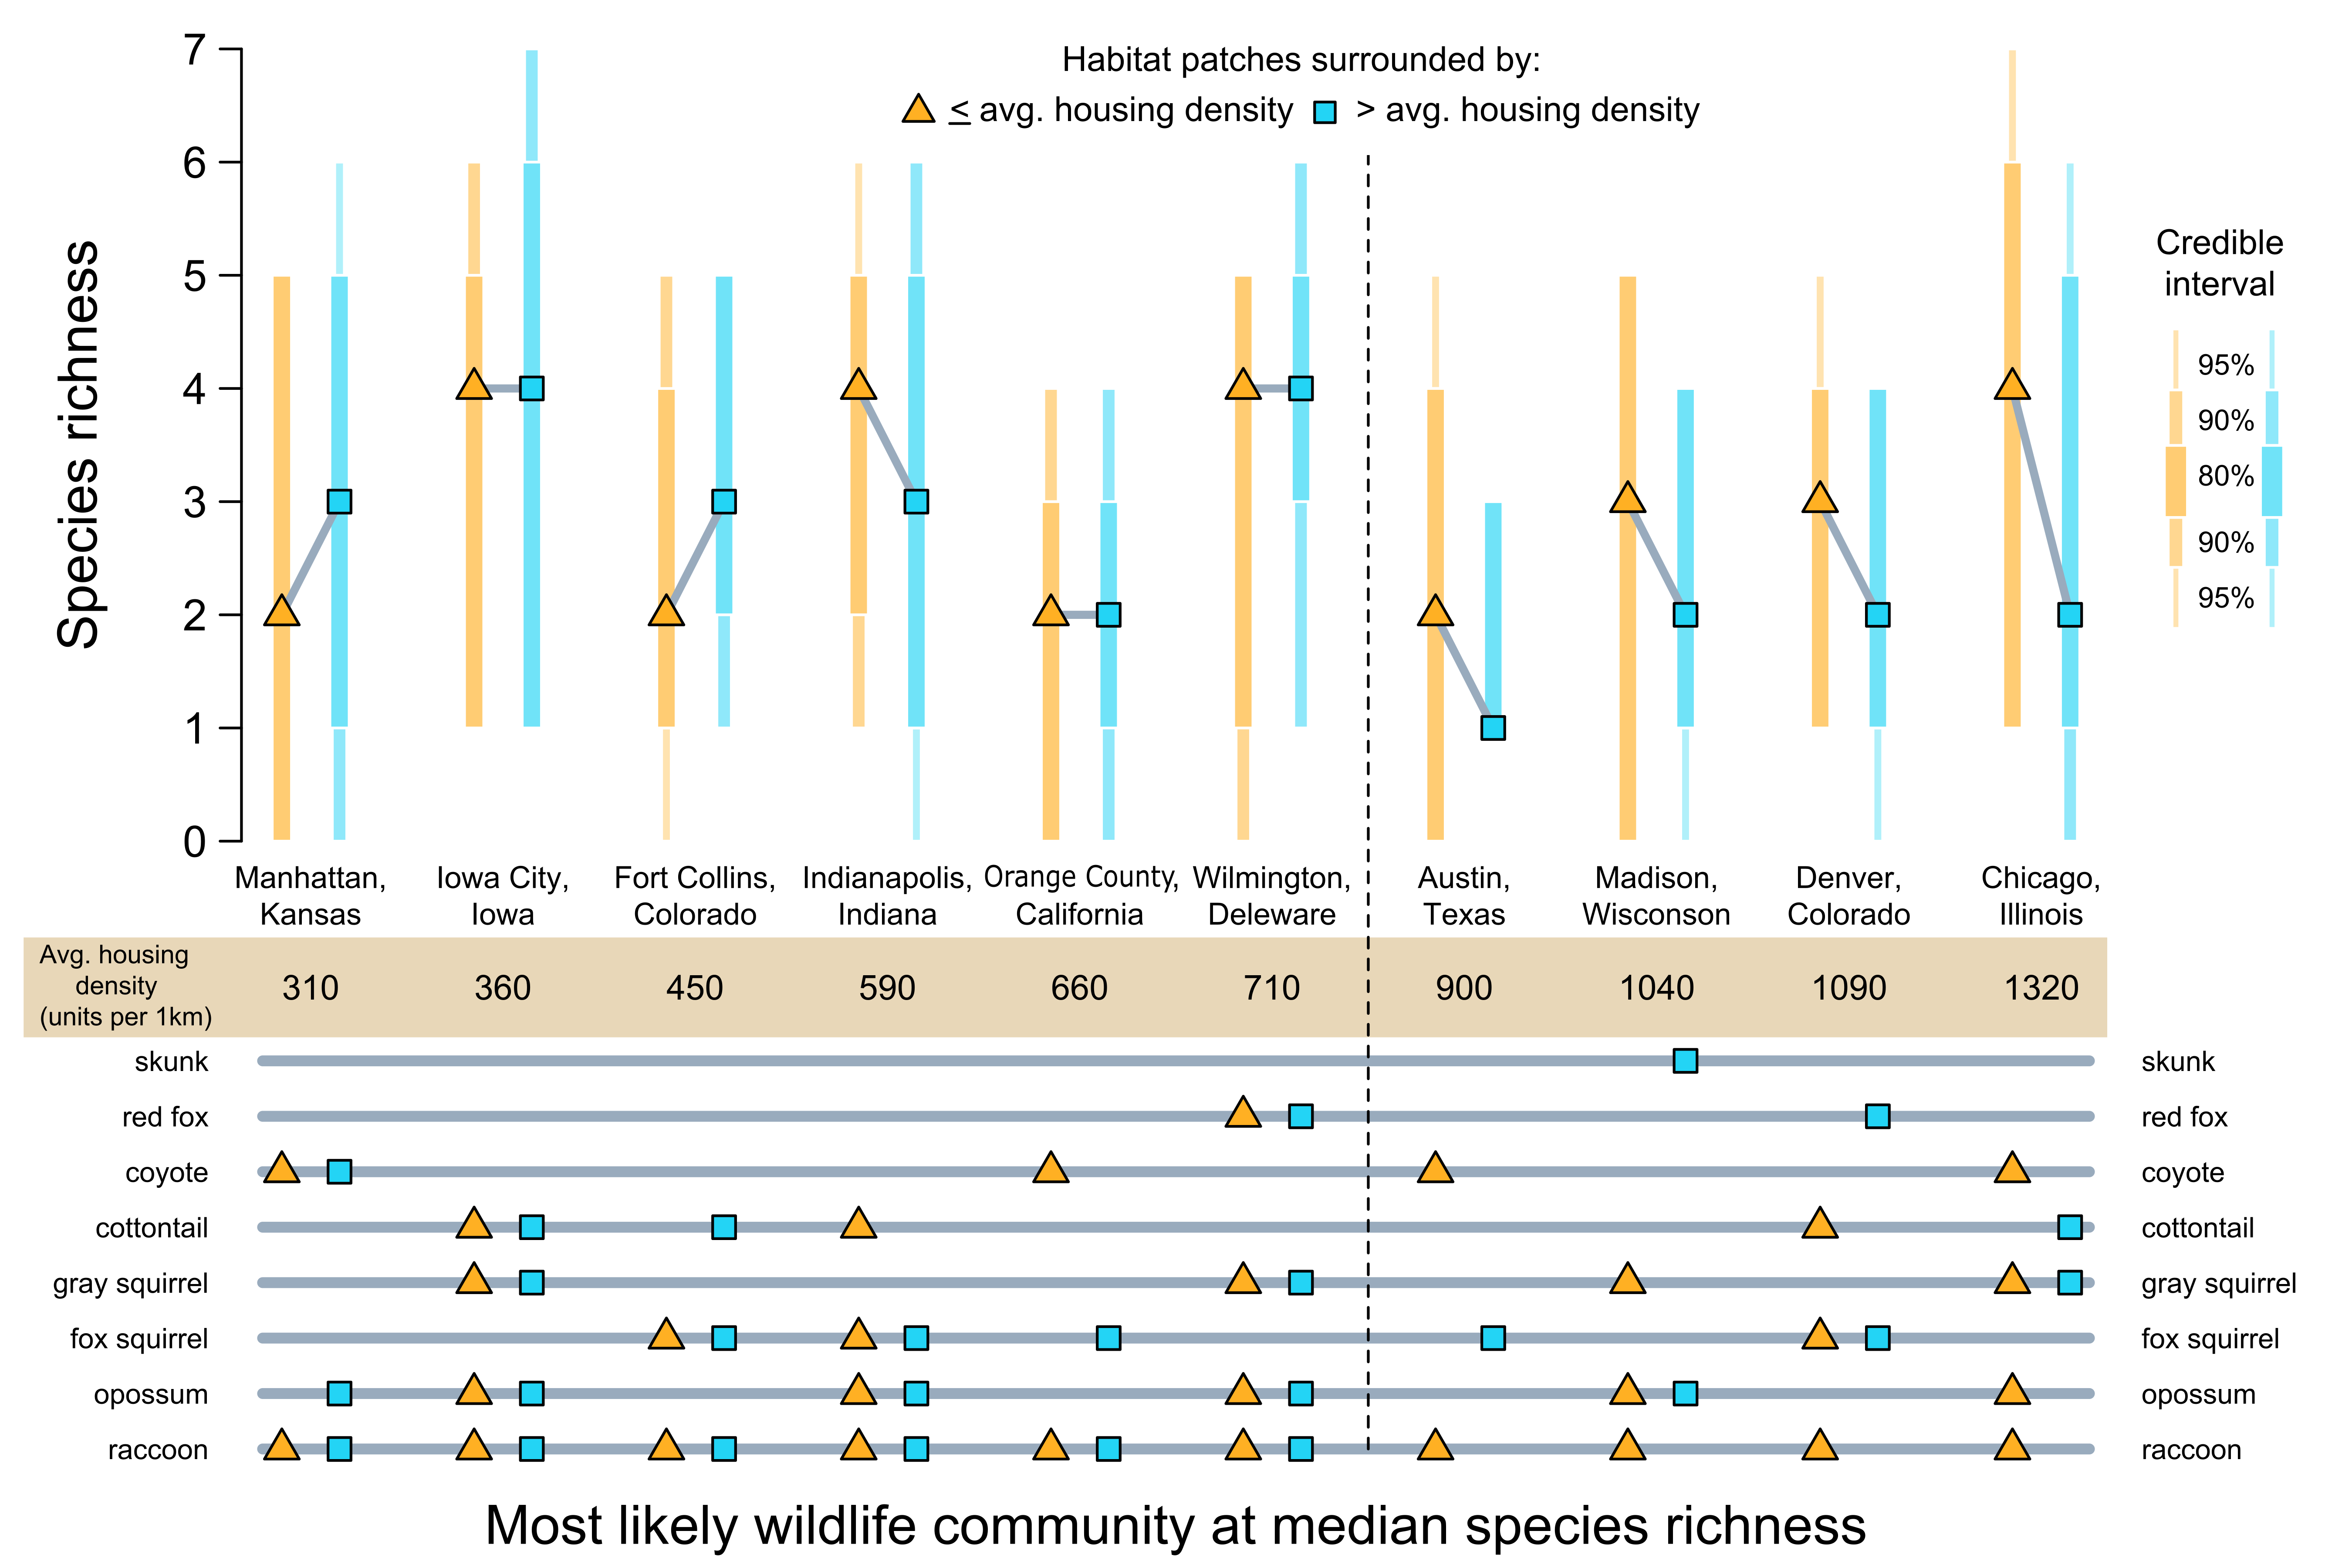 7
6
5
4
3
2
1
0
Species richness
Habitat patches surrounded by:
≤ avg. housing density > avg. housing density
Credible
interval
95%
90%
80%
90%
95%
Manhattan, Iowa City, Fort Collins, Indianapolis, Orange County, Wilmington, Austin, Madison, Denver, Chicago,
Kansas Iowa Colorado Indiana California Deleware Texas Wisconson Colorado Illinois
Avg. housing
density
(units per 1km)
310 360 450 590 660 710 900 1040 1090 1320
skunk skunk
red fox red fox
coyote coyote
cottontail cottontail
gray squirrel gray squirrel
fox squirrel fox squirrel
opossum opossum
raccoon raccoon
Most likely wildlife community at median species richness